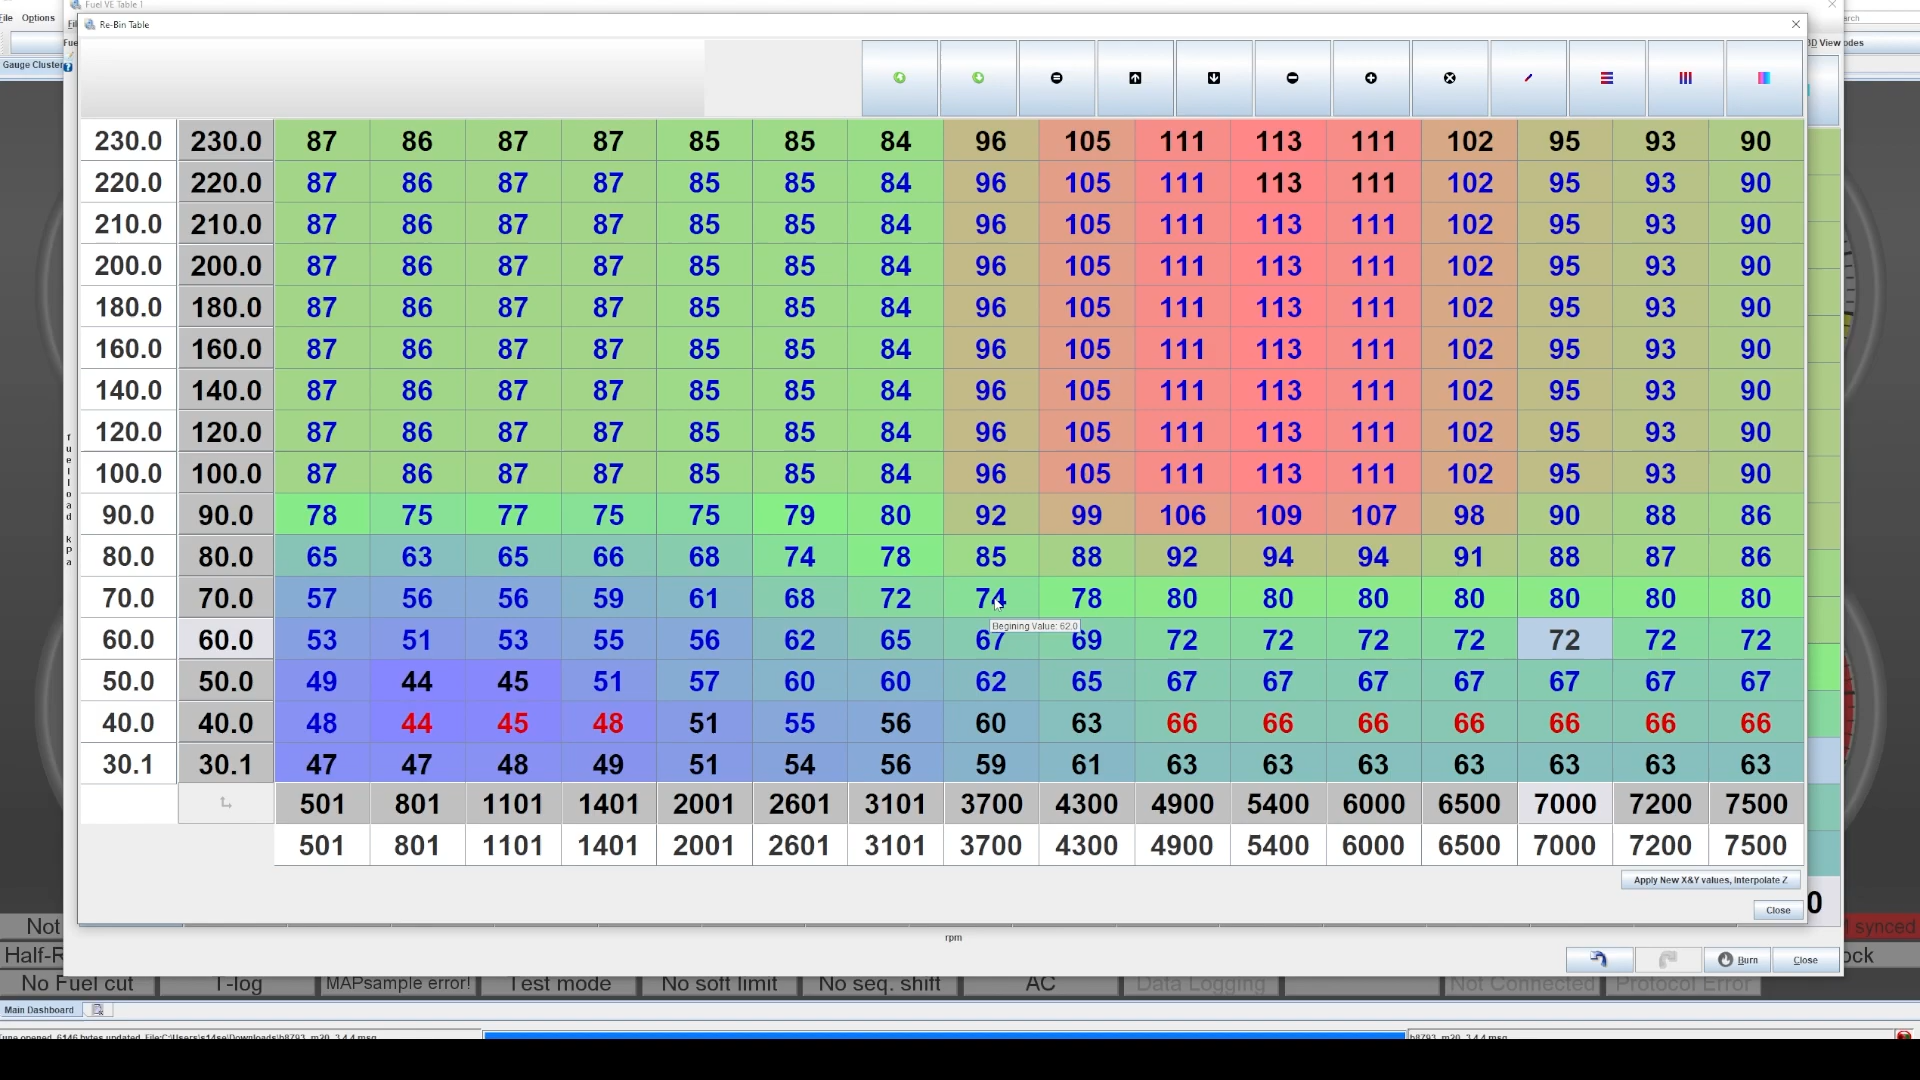 Fuel VE Table 1
File Options
Re-Bin Table
3D View
Gauge Cluster
230.0 230.0 87 86 87 87 85 85 84 96 105 111 113 111 102 95 93 90
220.0 220.0 87 86 87 87 85 85 84 96 105 111 113 111 102 95 93 90
210.0 210.0 87 86 87 87 85 85 84 96 105 111 113 111 102 95 93 90
200.0 200.0 87 86 87 87 85 85 84 96 105 111 113 111 102 95 93 90
180.0 180.0 87 86 87 87 85 85 84 96 105 111 113 111 102 95 93 90
160.0 160.0 87 86 87 87 85 85 84 96 105 111 113 111 102 95 93 90
140.0 140.0 87 86 87 87 85 85 84 96 105 111 113 111 102 95 93 90
120.0 120.0 87 86 87 87 85 85 84 96 105 111 113 111 102 95 93 90
100.0 100.0 87 86 87 87 85 85 84 96 105 111 113 111 102 95 93 90
fuelload kPa
90.0 90.0 78 75 77 75 75 79 80 92 99 106 109 107 98 90 88 86
80.0 80.0 65 63 65 66 68 74 78 85 88 92 94 94 91 88 87 86
70.0 70.0 57 56 56 59 61 68 72 74 78 80 80 80 80 80 80 80
Begining Value: 62.0
60.0 60.0 53 51 53 55 56 62 65 67 69 72 72 72 72 72 72 72
50.0 50.0 49 44 45 51 57 60 60 62 65 67 67 67 67 67 67 67
40.0 40.0 48 44 45 48 51 55 56 60 63 66 66 66 66 66 66 66
30.1 30.1 47 47 48 49 51 54 56 59 61 63 63 63 63 63 63 63
501 801 1101 1401 2001 2601 3101 3700 4300 4900 5400 6000 6500 7000 7200 7500
501 801 1101 1401 2001 2601 3101 3700 4300 4900 5400 6000 6500 7000 7200 7500
Apply New X&Y values, Interpolate Z
Close
0
Not
synced
rpm
Half-R
Burn Close
ock
No Fuel cut T-log MAPsample error! Test mode No soft limit No seq. shift AC Data Logging Not Connected Protocol Error
Main Dashboard